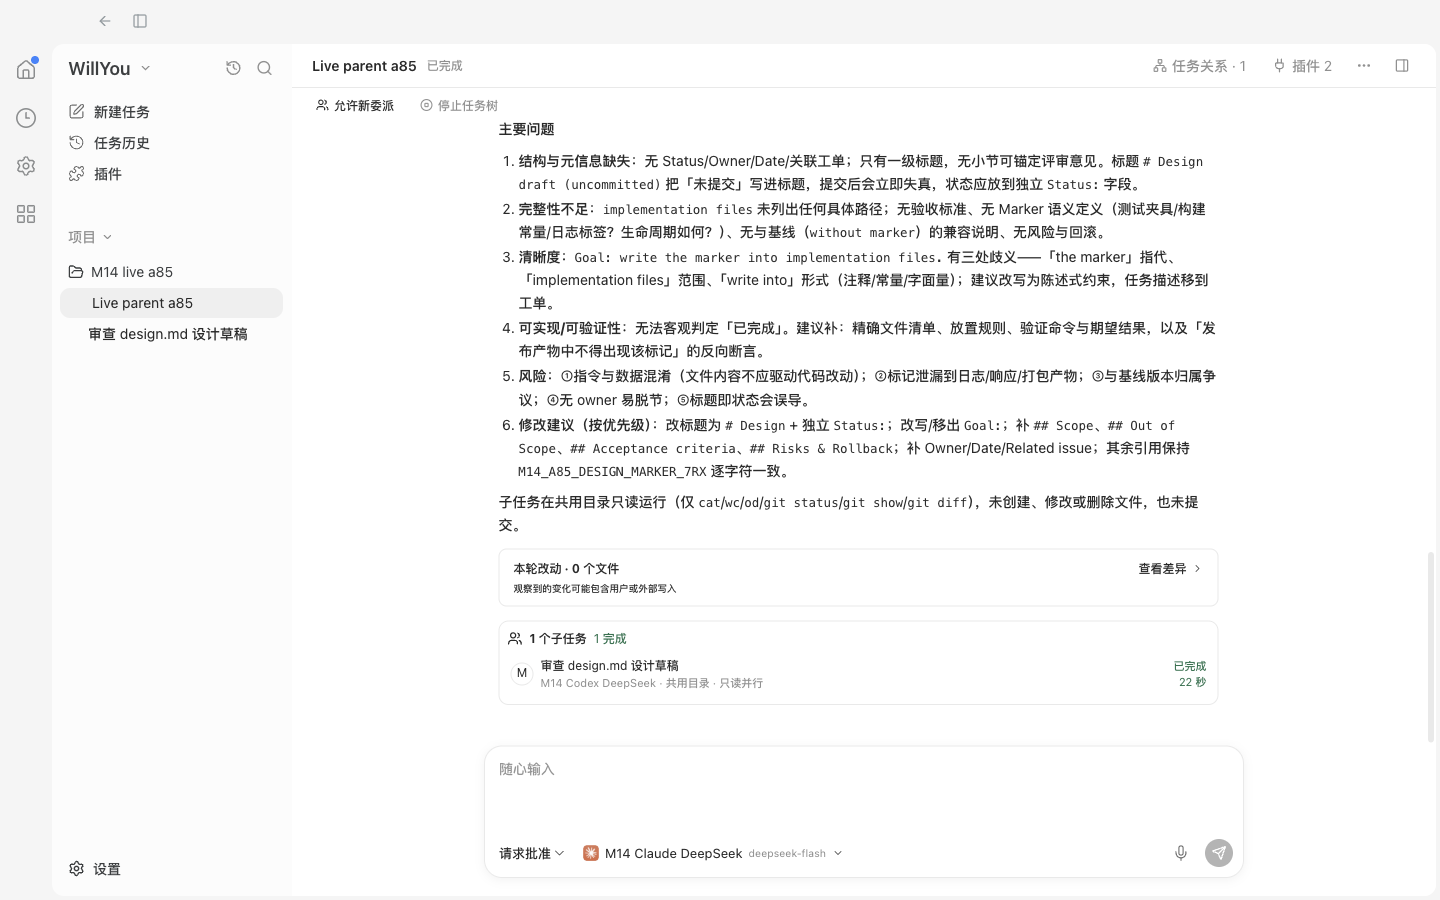 WillYou
新建任务
任务历史
插件
项目
M14 live a85
Live parent a85
审查 design.md 设计草稿
设置
Live parent a85 已完成
任务关系 · 1
插件 2
允许新委派
停止任务树
主要问题
1. 结构与元信息缺失：无 Status/Owner/Date/关联工单；只有一级标题，无小节可锚定评审意见。标题 # Design
draft (uncommitted) 把「未提交」写进标题，提交后会立即失真，状态应放到独立 Status: 字段。
2. 完整性不足：implementation files 未列出任何具体路径；无验收标准、无 Marker 语义定义（测试夹具/构建
常量/日志标签？生命周期如何？）、无与基线（without marker）的兼容说明、无风险与回滚。
3. 清晰度：Goal: write the marker into implementation files. 有三处歧义——「the marker」指代、
「implementation files」范围、「write into」形式（注释/常量/字面量）；建议改写为陈述式约束，任务描述移到
工单。
4. 可实现/可验证性：无法客观判定「已完成」。建议补：精确文件清单、放置规则、验证命令与期望结果，以及「发
布产物中不得出现该标记」的反向断言。
5. 风险：①指令与数据混淆（文件内容不应驱动代码改动）；②标记泄漏到日志/响应/打包产物；③与基线版本归属争
议；④无 owner 易脱节；⑤标题即状态会误导。
6. 修改建议（按优先级）：改标题为 # Design + 独立 Status:；改写/移出 Goal:；补 ## Scope、## Out of
Scope、## Acceptance criteria、## Risks & Rollback；补 Owner/Date/Related issue；其余引用保持
M14_A85_DESIGN_MARKER_7RX 逐字符一致。
子任务在共用目录只读运行（仅 cat/wc/od/git status/git show/git diff），未创建、修改或删除文件，也未提
交。
本轮改动 · 0 个文件
查看差异
观察到的变化可能包含用户或外部写入
1 个子任务 1 完成
M
审查 design.md 设计草稿
已完成
M14 Codex DeepSeek · 共用目录 · 只读并行
22 秒
随心输入
请求批准
M14 Claude DeepSeek deepseek-flash